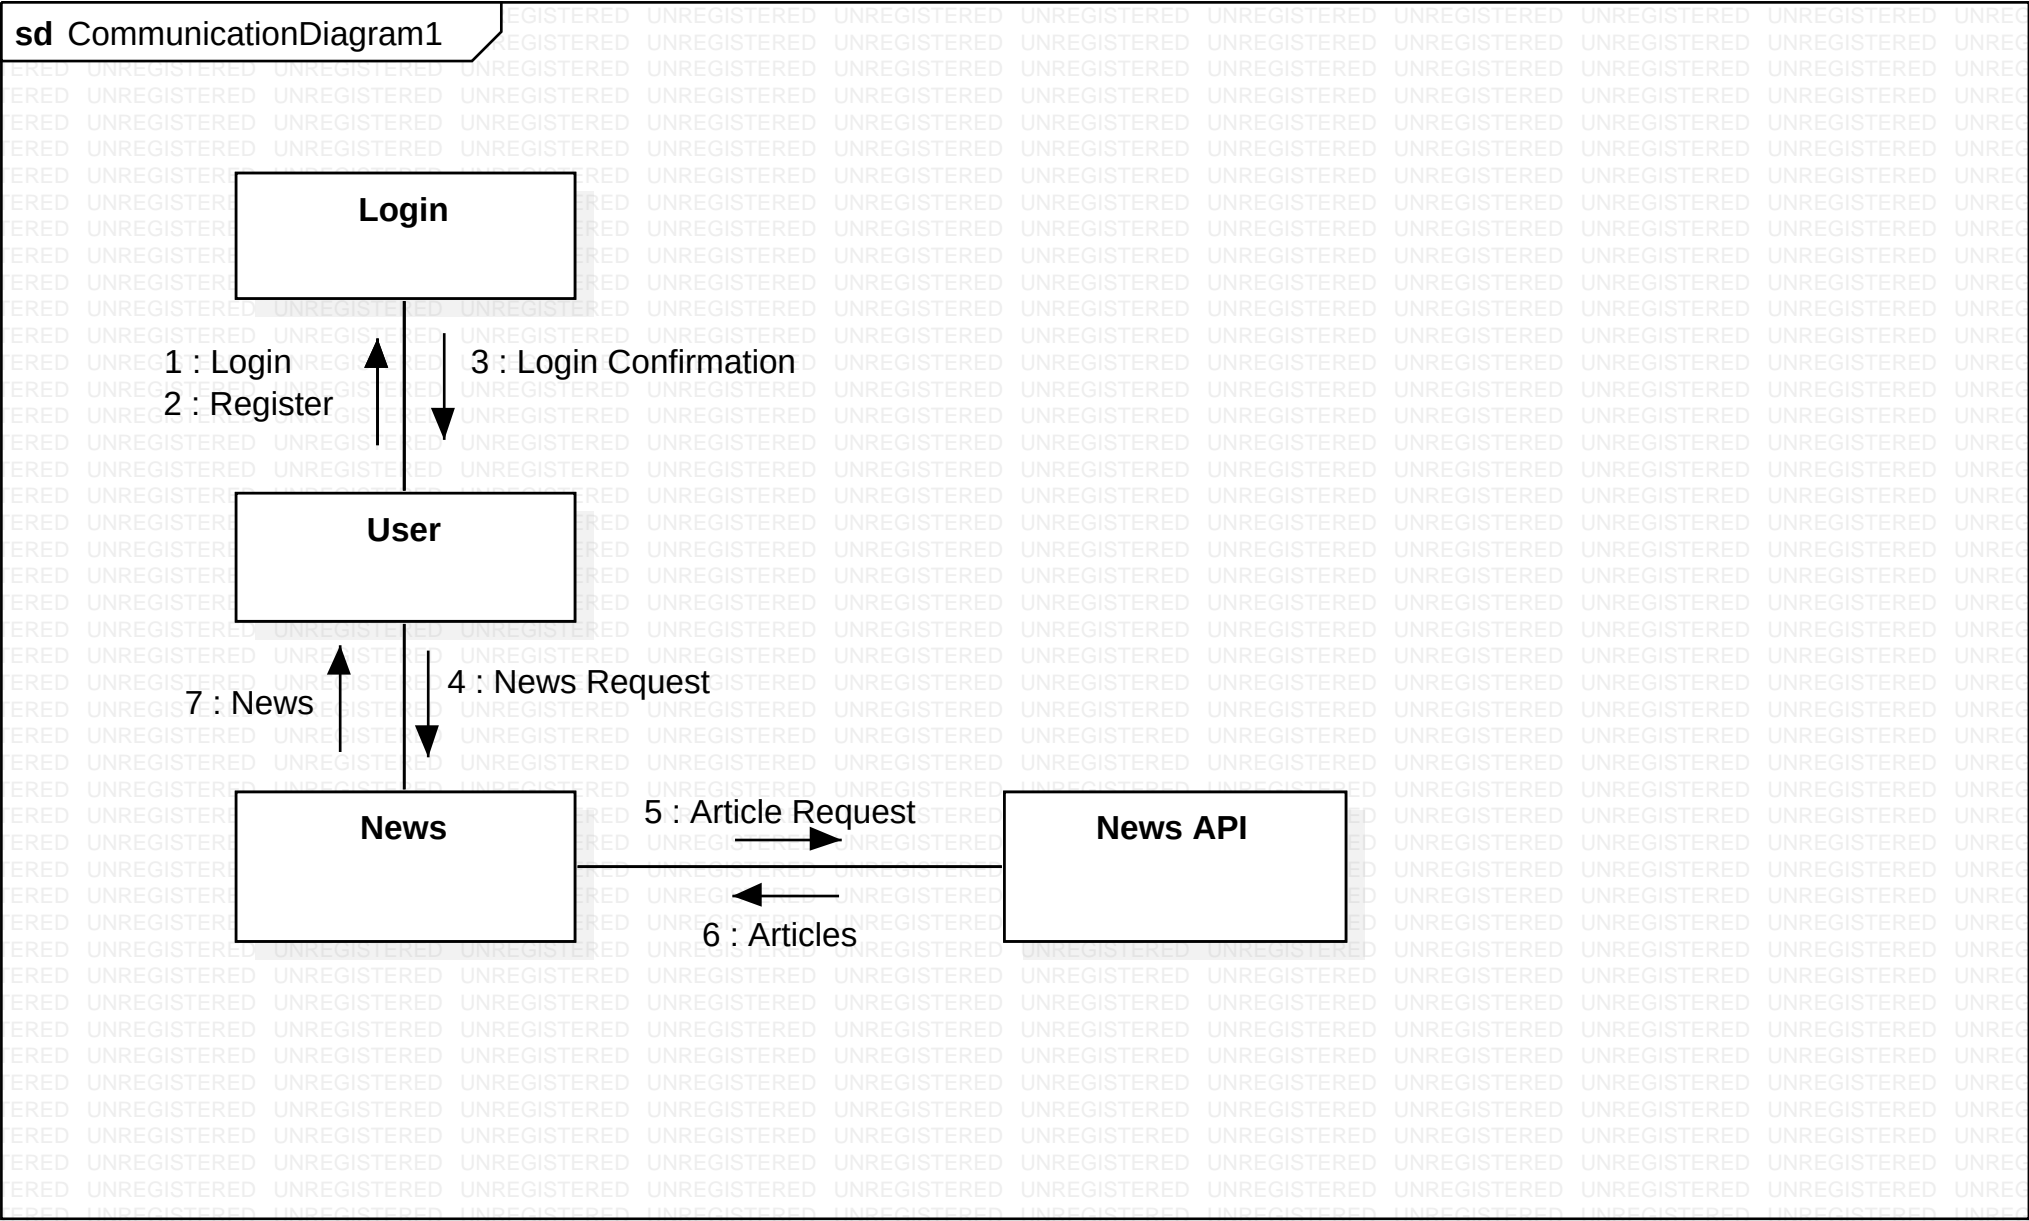 sd CommunicationDiagram1
Login
1 : Login
2 : Register
3 : Login Confirmation
User
7 : News
4 : News Request
News
5 : Article Request
6 : Articles
News API
UNREGISTERED